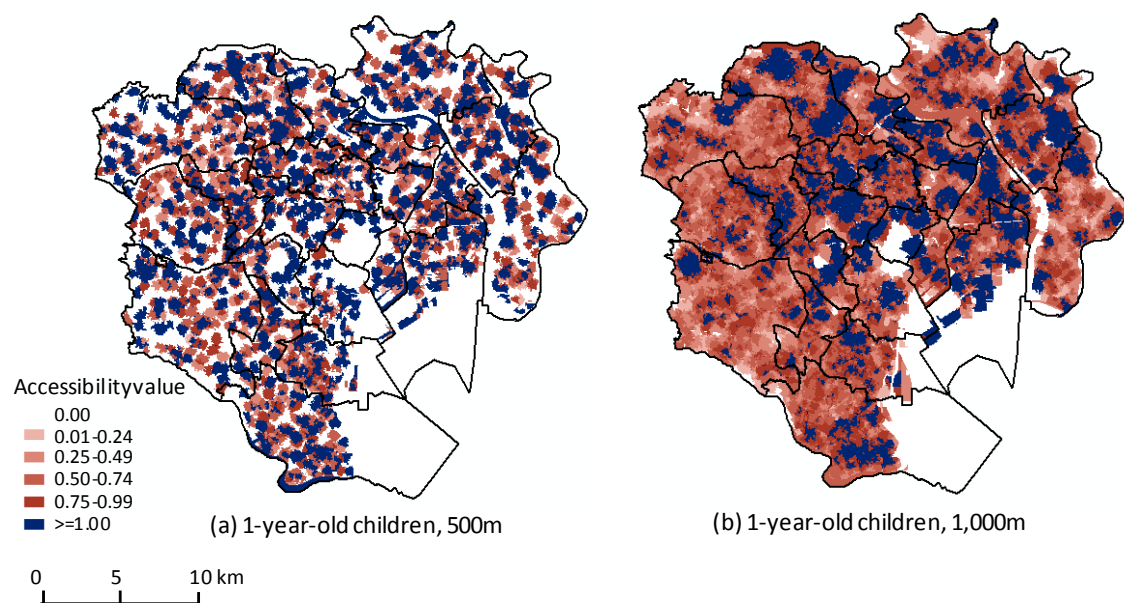 Accessibilityvalue
0.00
0.01-0.24
0.25-0.49
0.50-0.74
0.75-0.99
>=1.00
(a) 1-year-old children, 500m
(b) 1-year-old children, 1,000m
0 5 10 km